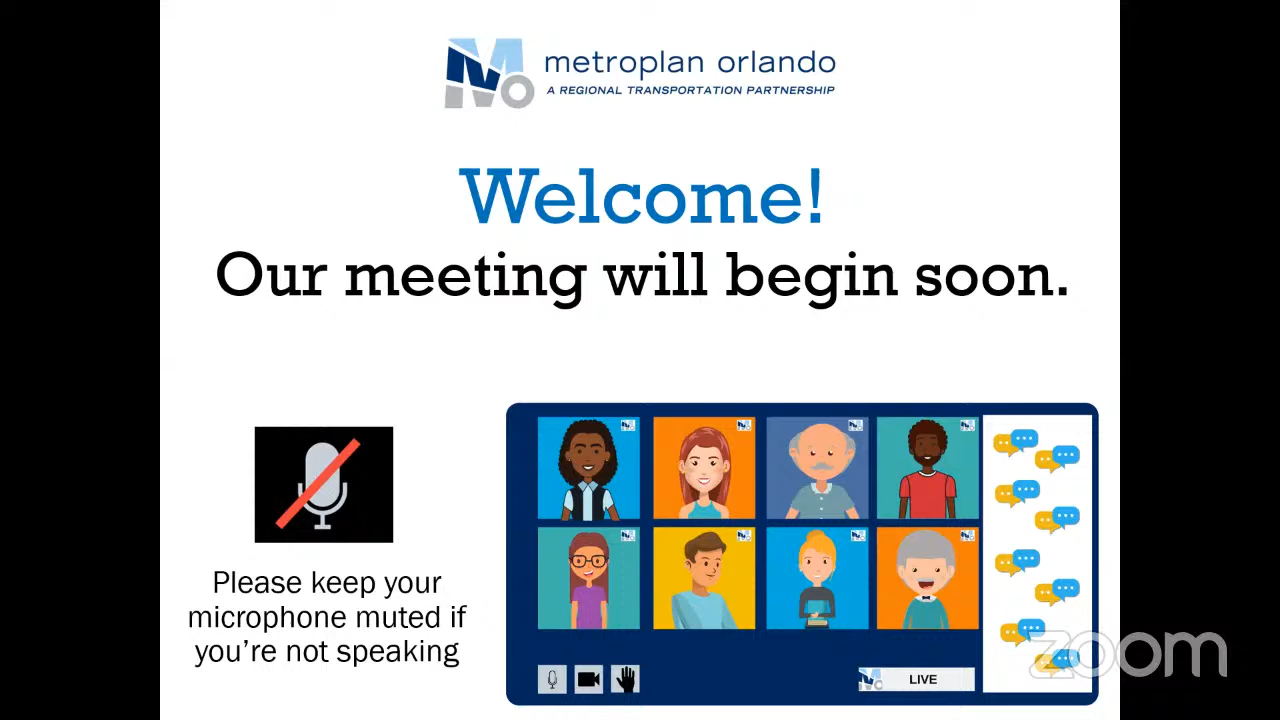 metroplan orlando
A REGIONAL TRANSPORTATION PARTNERSHIP
Welcome!
Our meeting will begin soon.
Please keep your
microphone muted if
you're not speaking
LIVE
zoom